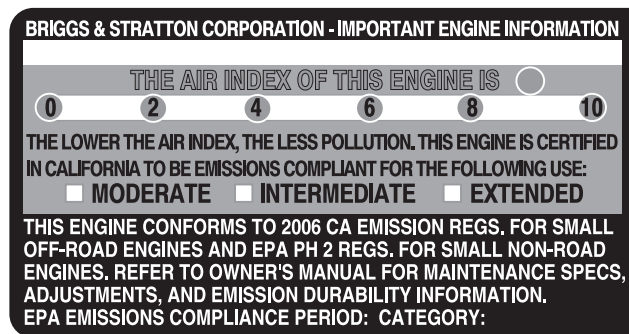 BRIGGS & STRATTON CORPORATION - IMPORTANT ENGINE INFORMATION
THE AIR INDEX OF THIS ENGINE IS
0 2 4 6 8 10
THE LOWER THE AIR INDEX, THE LESS POLLUTION. THIS ENGINE IS CERTIFIED
IN CALIFORNIA TO BE EMISSIONS COMPLIANT FOR THE FOLLOWING USE:
MODERATE INTERMEDIATE EXTENDED
THIS ENGINE CONFORMS TO 2006 CA EMISSION REGS. FOR SMALL
OFF-ROAD ENGINES AND EPA PH 2 REGS. FOR SMALL NON-ROAD
ENGINES. REFER TO OWNER'S MANUAL FOR MAINTENANCE SPECS,
ADJUSTMENTS, AND EMISSION DURABILITY INFORMATION.
EPA EMISSIONS COMPLIANCE PERIOD: CATEGORY: